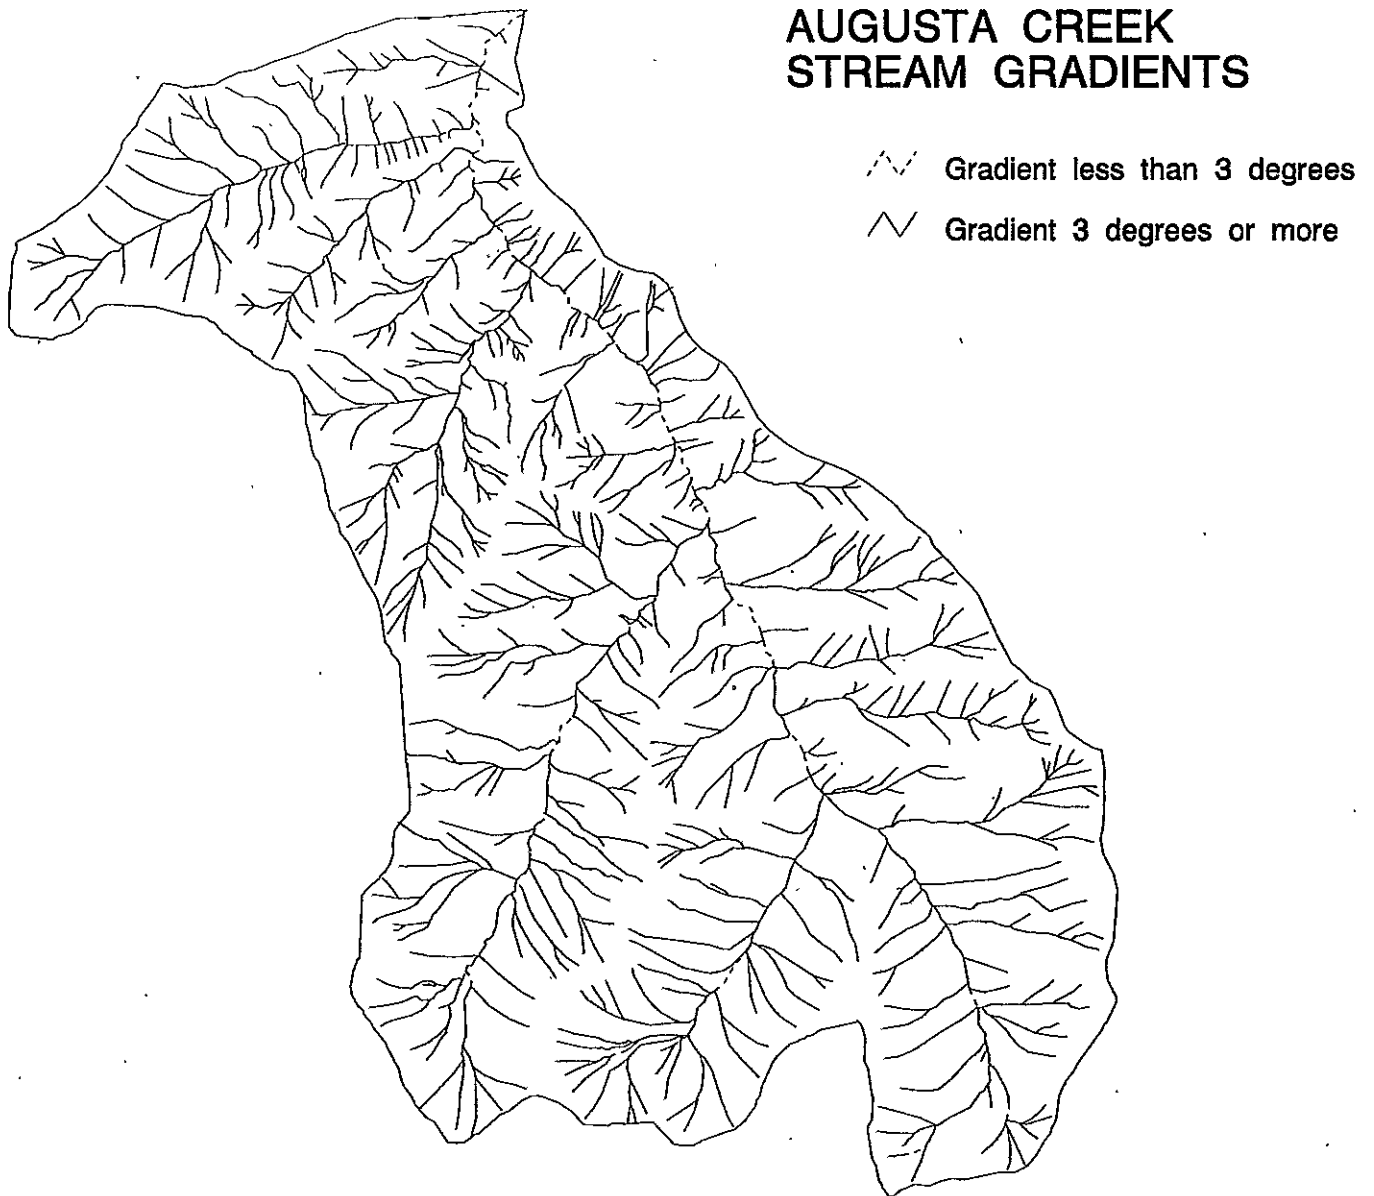 AUGUSTA CREEK
STREAM GRADIENTS
Gradient less than 3 degrees
Gradient 3 degrees or more